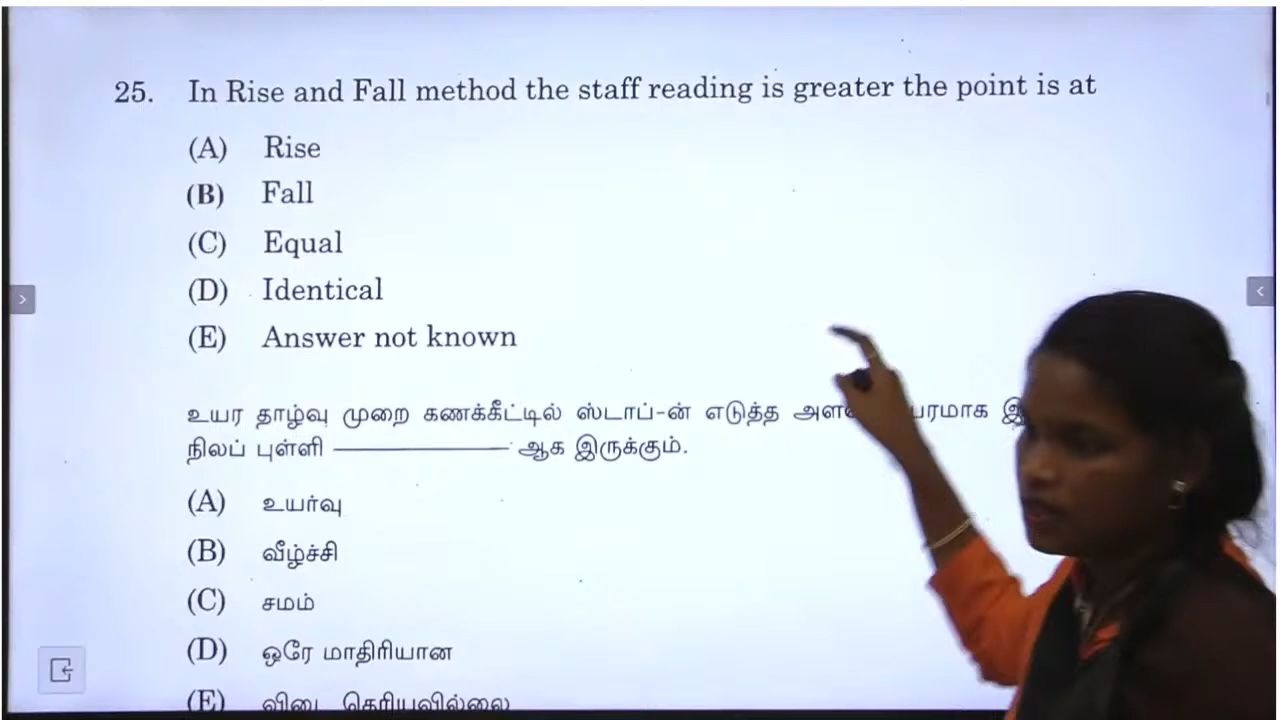 25. In Rise and Fall method the staff reading is greater the point is at
(A) Rise
(B) Fall
(C) Equal
(D) Identical
(E) Answer not known
உயர தாழ்வு முறை கணக்கீட்டில் ஸ்டாப்-ன் எடுத்த
நிலப் புள்ளி ———————— ஆக இருக்கும்.
(A) உயர்வு
(B) வீழ்ச்சி
(C) சமம்
(D) ஒரே மாதிரியான
(E) விடை தெரியவில்லை